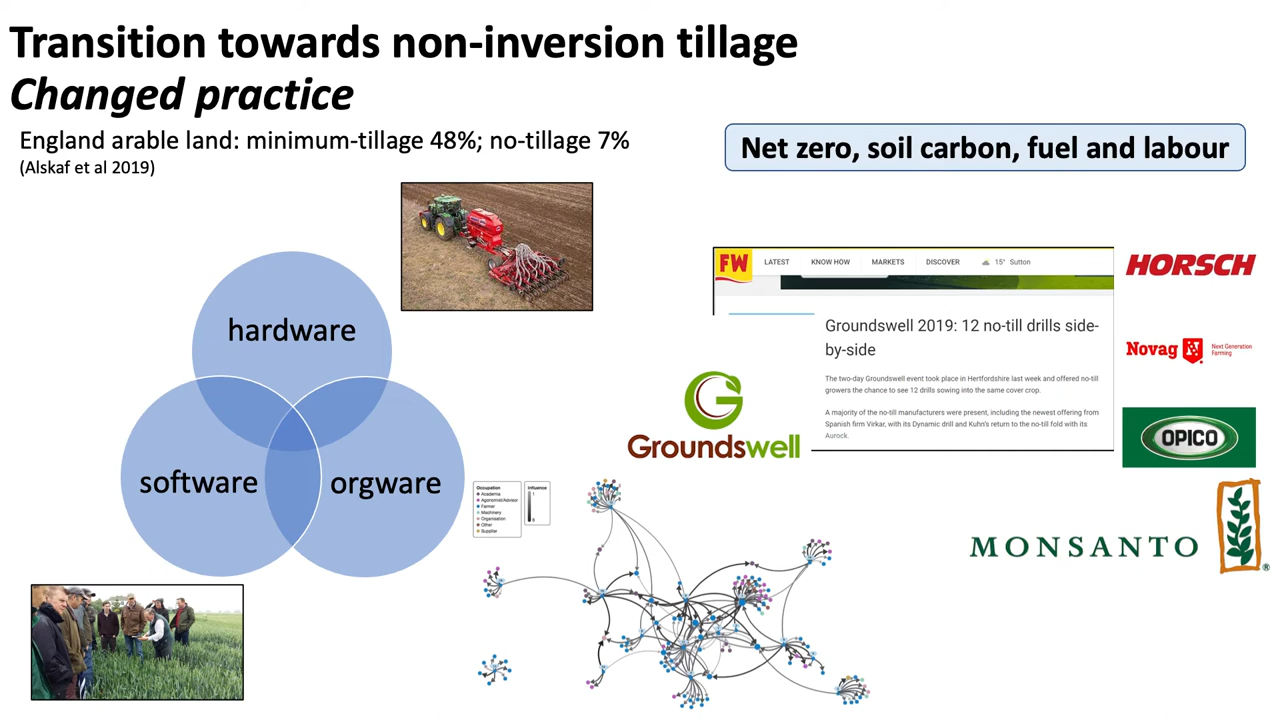 Transition towards non-inversion tillage
Changed practice
England arable land: minimum-tillage 48%; no-tillage 7%
(Alskaf et al 2019)
Net zero, soil carbon, fuel and labour
hardware
software
orgware
FW
LATEST KNOW HOW MARKETS DISCOVER 15° Sutton
Groundswell 2019: 12 no-till drills side-
by-side
The two-day Groundswell event took place in Hertfordshire last week and offered no-till
growers the chance to see 12 drills sowing into the same cover crop.
A majority of the no-till manufacturers were present, including the newest offering from
Spanish firm Virkar, with its Dynamic drill and Kuhn's return to the no-till fold with its
Aurock.
Groundswell
HORSCH
Novag N Next Generation
Farming
OPICO
MONSANTO
®
Occupation
Academia
Agronomist/Advisor
Farmer
Machinery
Organisation
Other
Supplier
Influence
1
8